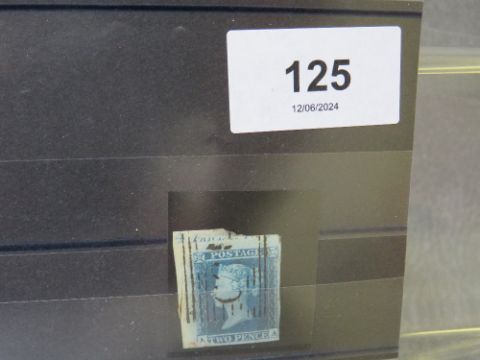 125
12/06/2024
POSTAGE
A TWO PENCE A